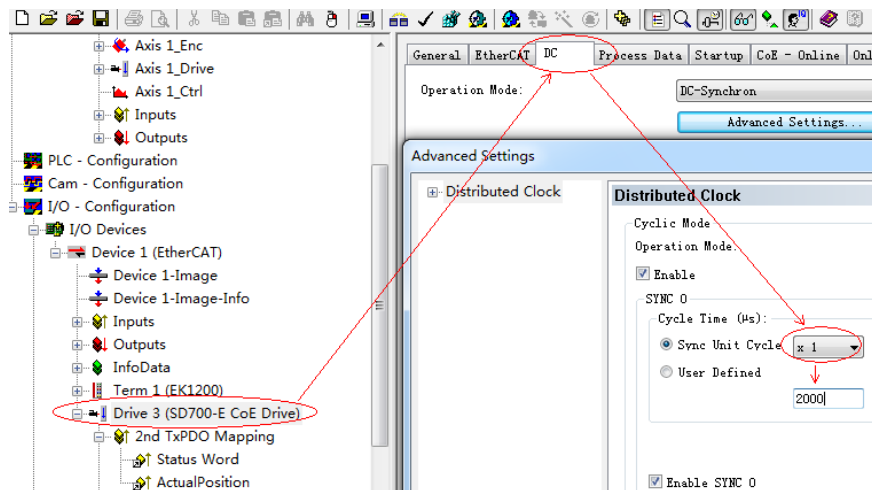 Axis 1_Enc
Axis 1_Drive
Axis 1_Ctrl
Inputs
Outputs
PLC - Configuration
Cam - Configuration
I/O - Configuration
I/O Devices
Device 1 (EtherCAT)
Device 1-Image
Device 1-Image-Info
Inputs
Outputs
InfoData
Term 1 (EK1200)
Drive 3 (SD700-E CoE Drive)
2nd TxPDO Mapping
Status Word
ActualPosition
General EtherCAT DC Process Data Startup CoE - Online Onl
Operation Mode: DC-Synchron
Advanced Settings...
Advanced Settings
Distributed Clock
Distributed Clock
Cyclic Mode
Operation Mode:
Enable
SYNC 0
Cycle Time (µs):
Sync Unit Cycle x 1
User Defined
2000
Enable SYNC 0